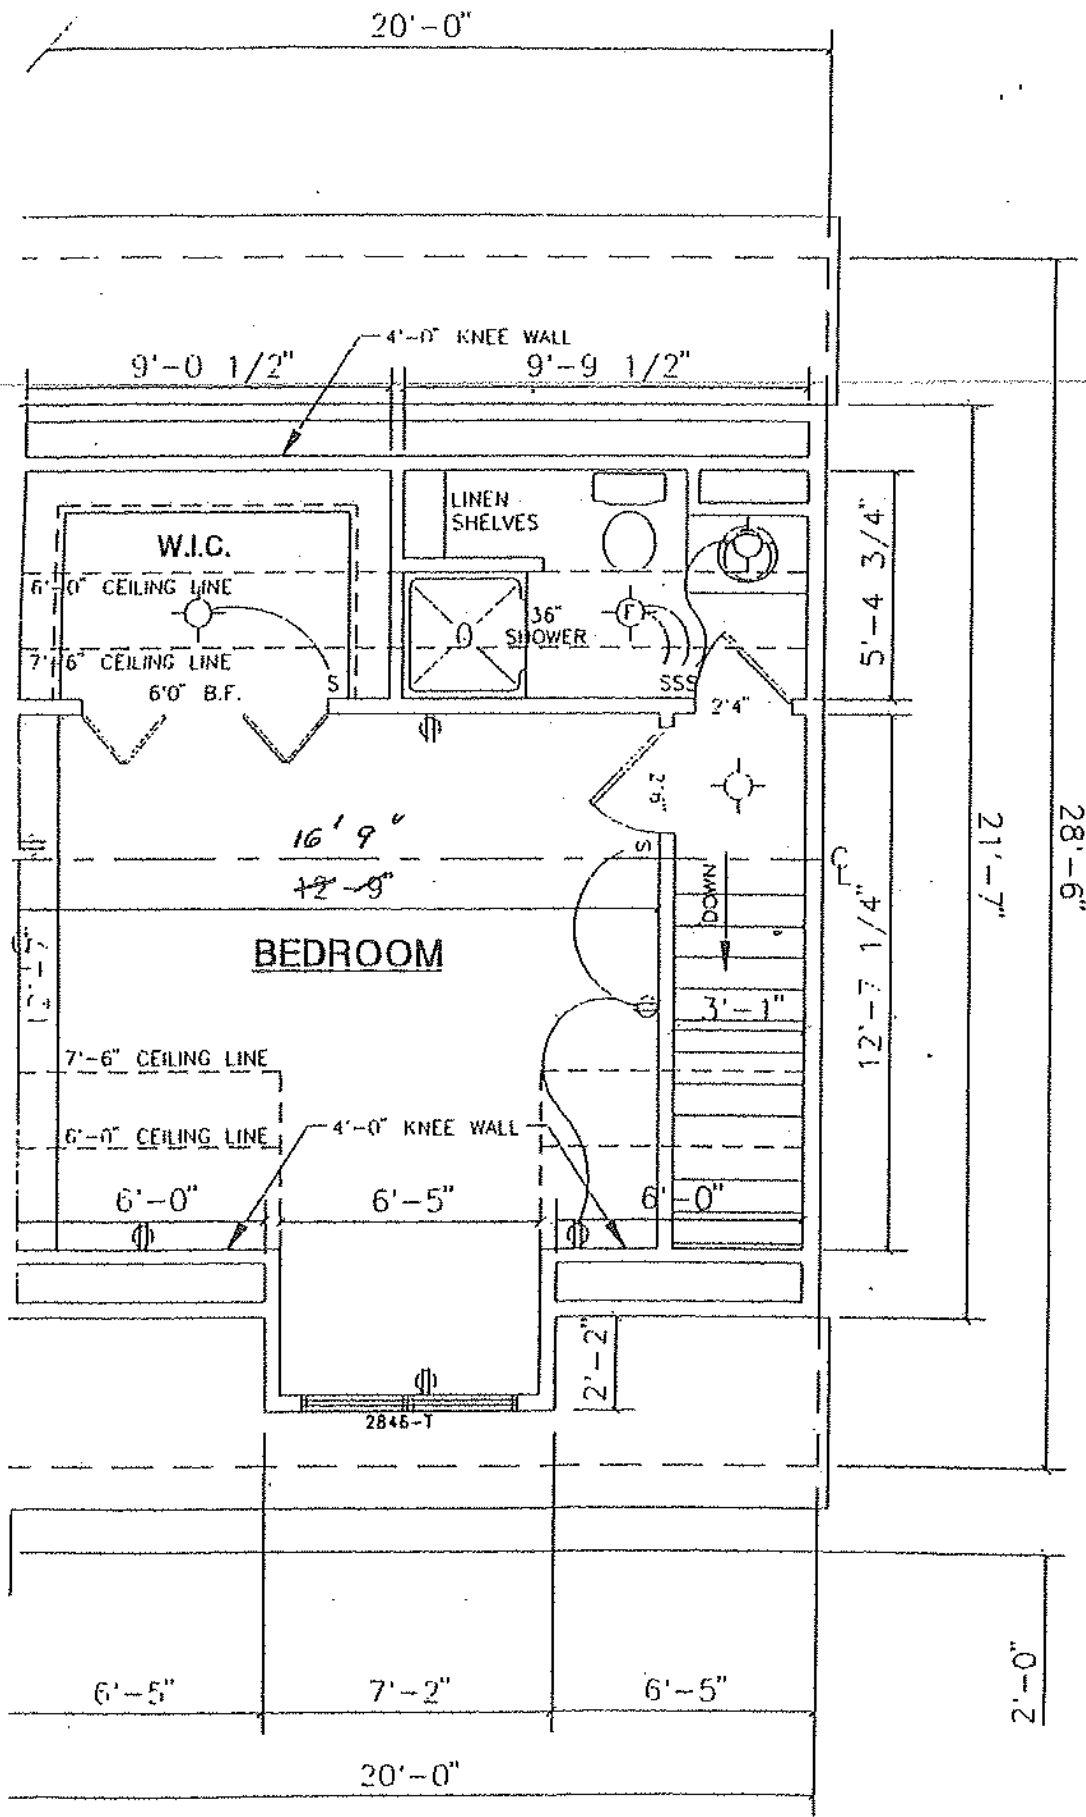 20'-0"
4'-0" KNEE WALL
9'-0 1/2"
9'-9 1/2"
LINEN
SHELVES
W.I.C.
6'-0" CEILING LINE
36"
SHOWER
7'-6" CEILING LINE
6'0" B.F.
S
SSS
F
2'4"
5'-4 3/4"
2'6"
16' 9"
12'-9"
S
C
L
DOWN
BEDROOM
3'-1"
12'-7 1/4"
21'-7"
28'-6"
7'-6" CEILING LINE
6'-0" CEILING LINE
4'-0" KNEE WALL
6'-0"
6'-5"
6'-0"
2'-2"
2846-T
6'-5"
7'-2"
6'-5"
2'-0"
20'-0"